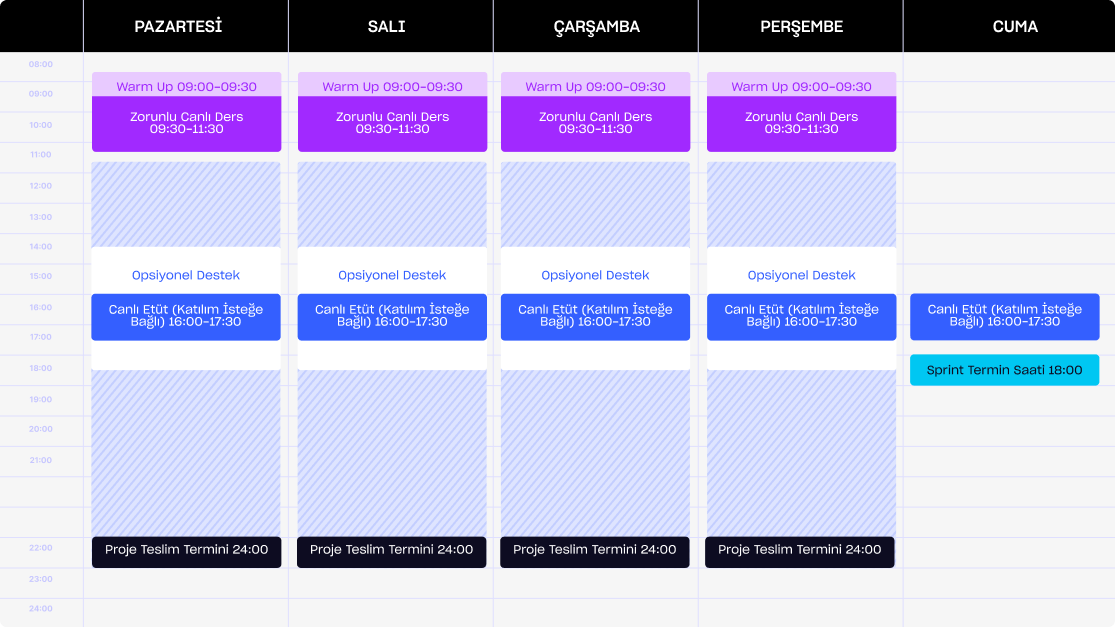 PAZARTESİ SALI ÇARŞAMBA PERŞEMBE CUMA
08:00
Warm Up 09:00-09:30 Warm Up 09:00-09:30 Warm Up 09:00-09:30 Warm Up 09:00-09:30
09:00
Zorunlu Canlı Ders Zorunlu Canlı Ders Zorunlu Canlı Ders Zorunlu Canlı Ders
10:00
09:30-11:30 09:30-11:30 09:30-11:30 09:30-11:30
11:00
12:00
13:00
14:00
15:00 Opsiyonel Destek Opsiyonel Destek Opsiyonel Destek Opsiyonel Destek
16:00
Canlı Etüt (Katılım İsteğe Canlı Etüt (Katılım İsteğe Canlı Etüt (Katılım İsteğe Canlı Etüt (Katılım İsteğe Canlı Etüt (Katılım İsteğe
Bağlı) 16:00-17:30 Bağlı) 16:00-17:30 Bağlı) 16:00-17:30 Bağlı) 16:00-17:30 Bağlı) 16:00-17:30
17:00
18:00 Sprint Termin Saati 18:00
19:00
20:00
21:00
22:00 Proje Teslim Termini 24:00 Proje Teslim Termini 24:00 Proje Teslim Termini 24:00 Proje Teslim Termini 24:00
23:00
24:00